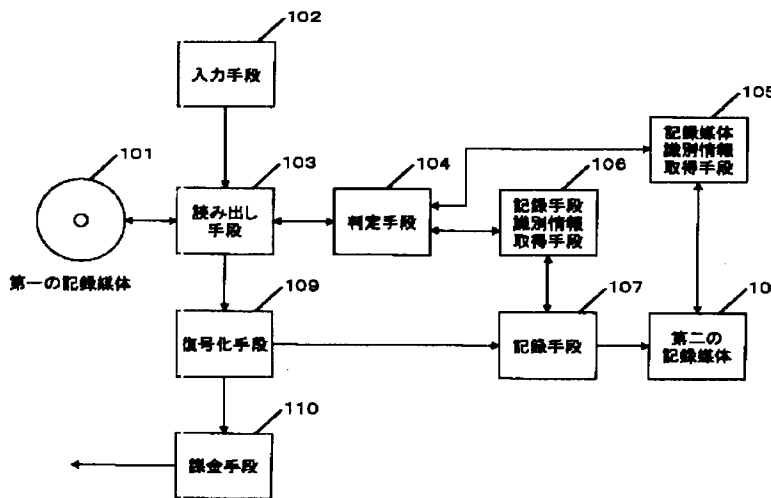 102
入力手段
105
記録媒体
識別情報
取得手段
101
103
104
106
読み出し
手段
判定手段
記録手段
識別情報
取得手段
第一の記録媒体
109
107
10
復号化手段
記録手段
第二の
記録媒体
110
課金手段